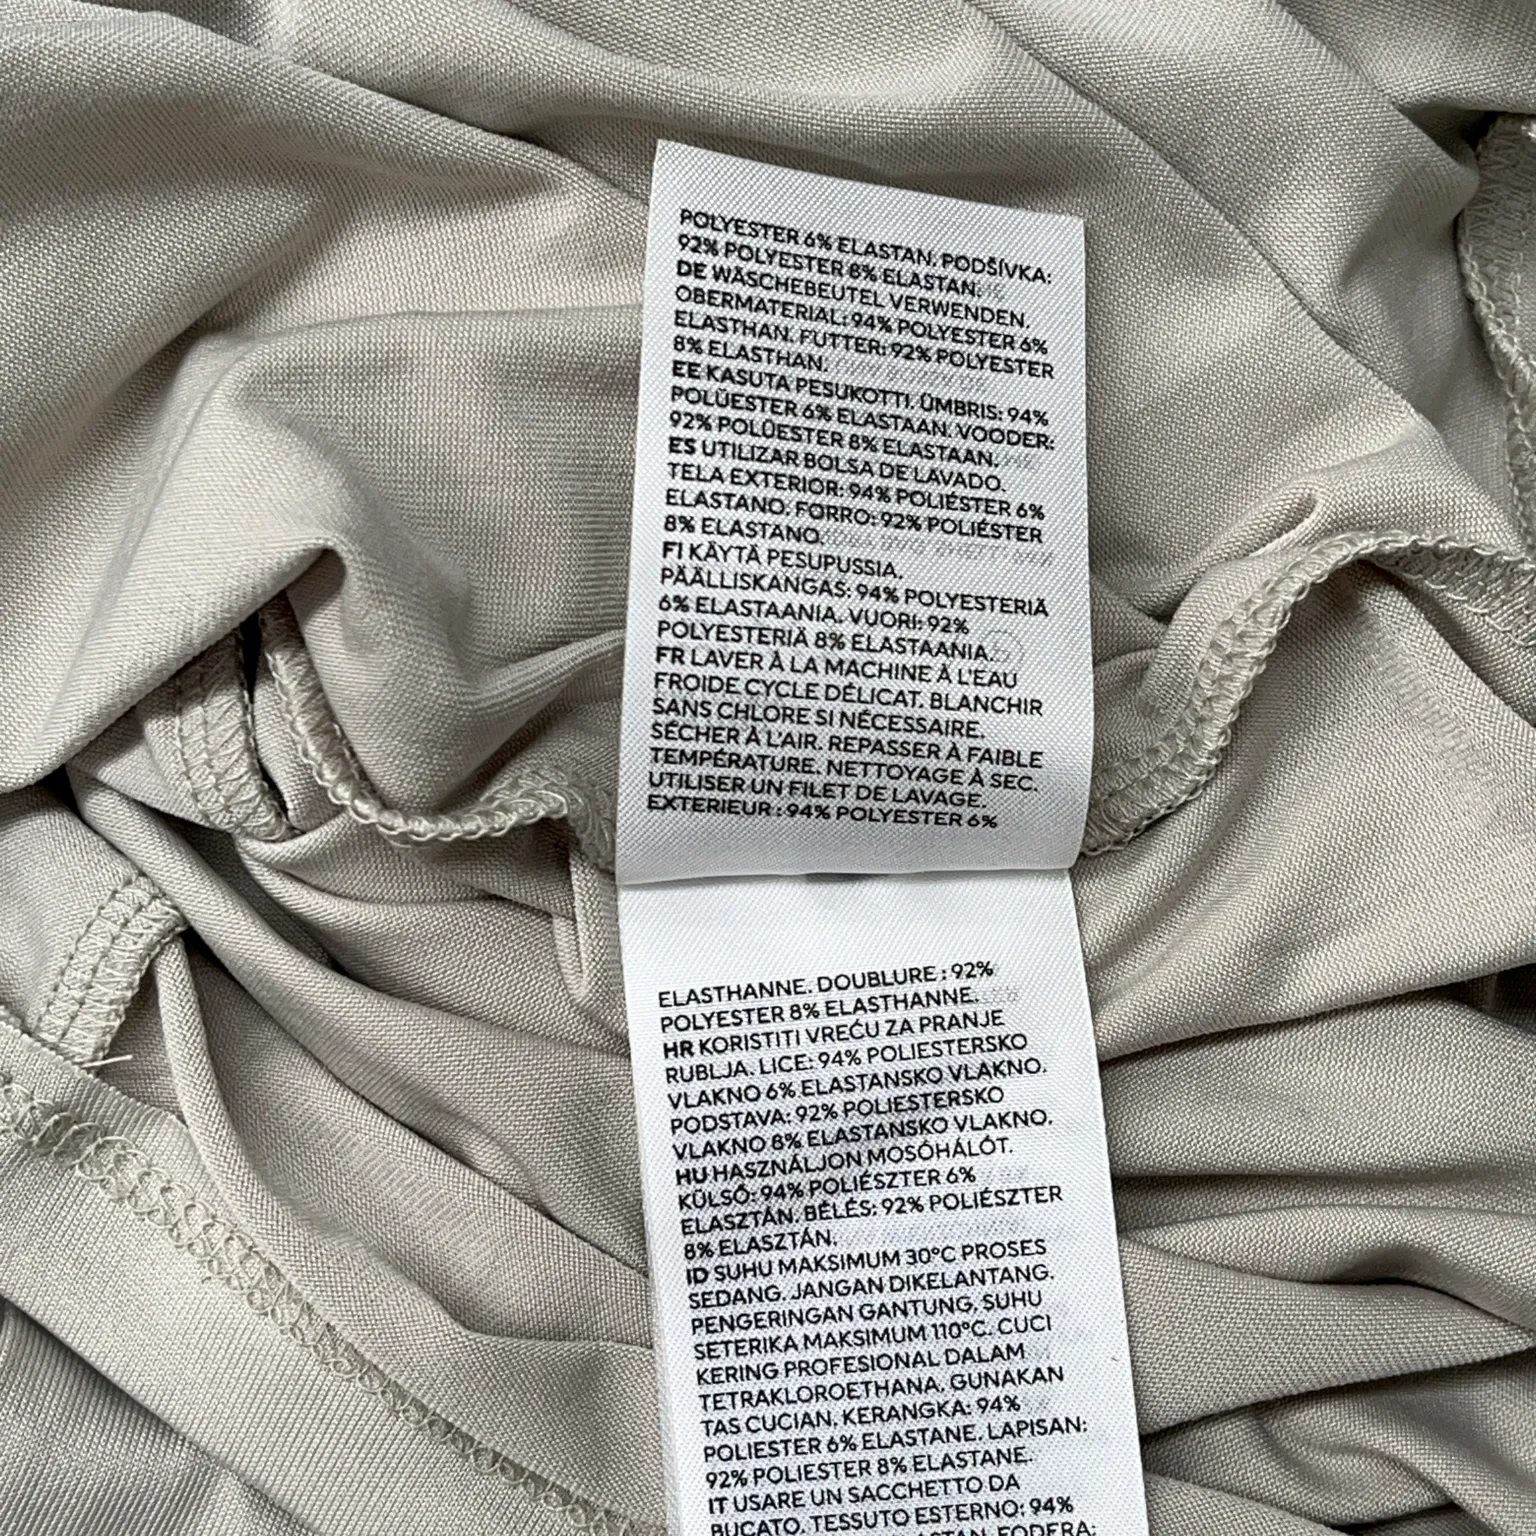 POLYESTER 6% ELASTAN. PODŠÍVKA:
92% POLYESTER 8% ELASTAN.
DE WÄSCHEBEUTEL VERWENDEN.
OBERMATERIAL: 94% POLYESTER 6%
ELASTHAN. FUTTER: 92% POLYESTER
8% ELASTHAN.
EE KASUTA PESUKOTTI. ÜMBRIS: 94%
POLÜESTER 6% ELASTAAN. VOODER:
92% POLÜESTER 8% ELASTAAN.
ES UTILIZAR BOLSA DE LAVADO.
TELA EXTERIOR: 94% POLIÉSTER 6%
ELASTANO. FORRO: 92% POLIÉSTER
8% ELASTANO.
FI KÄYTÄ PESUPUSSIA.
PÄÄLLISKANGAS: 94% POLYESTERIÄ
6% ELASTAANIA. VUORI: 92%
POLYESTERIÄ 8% ELASTAANIA.
FR LAVER À LA MACHINE À L'EAU
FROIDE CYCLE DÉLICAT. BLANCHIR
SANS CHLORE SI NÉCESSAIRE.
SÉCHER À L'AIR. REPASSER À FAIBLE
TEMPÉRATURE. NETTOYAGE À SEC.
UTILISER UN FILET DE LAVAGE.
EXTERIEUR : 94% POLYESTER 6%
ELASTHANNE. DOUBLURE : 92%
POLYESTER 8% ELASTHANNE.
HR KORISTITI VREĆU ZA PRANJE
RUBLJA. LICE: 94% POLIESTERSKO
VLAKNO 6% ELASTANSKO VLAKNO.
PODSTAVA: 92% POLIESTERSKO
VLAKNO 8% ELASTANSKO VLAKNO.
HU HASZNÁLJON MOSÓHÁLÓT.
KÜLSŐ: 94% POLIÉSZTER 6%
ELASZTÁN. BÉLÉS: 92% POLIÉSZTER
8% ELASZTÁN.
ID SUHU MAKSIMUM 30°C PROSES
SEDANG. JANGAN DIKELANTANG.
PENGERINGAN GANTUNG. SUHU
SETERIKA MAKSIMUM 110°C. CUCI
KERING PROFESIONAL DALAM
TETRAKLOROETHANA. GUNAKAN
TAS CUCIAN. KERANGKA: 94%
POLIESTER 6% ELASTANE. LAPISAN:
92% POLIESTER 8% ELASTANE.
IT USARE UN SACCHETTO DA
BUCATO. TESSUTO ESTERNO: 94%
FODERA: